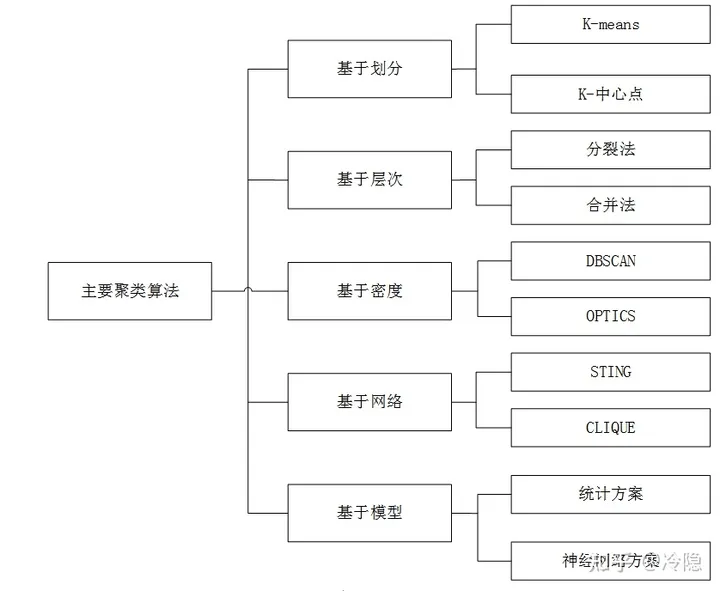 主要聚类算法
基于划分
K-means
K-中心点
基于层次
分裂法
合并法
基于密度
DBSCAN
OPTICS
基于网络
STING
CLIQUE
基于模型
统计方案
神经网络方案
知乎 @冷隐